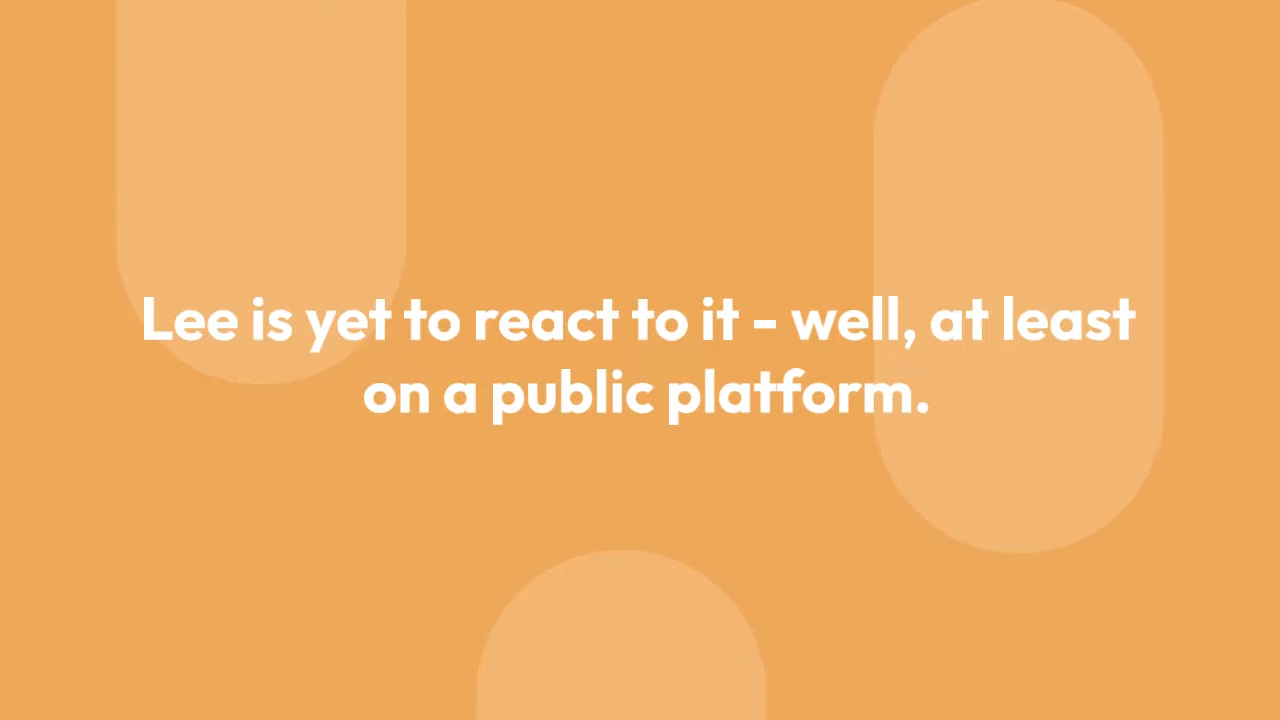 Lee is yet to react to it - well, at least
on a public platform.